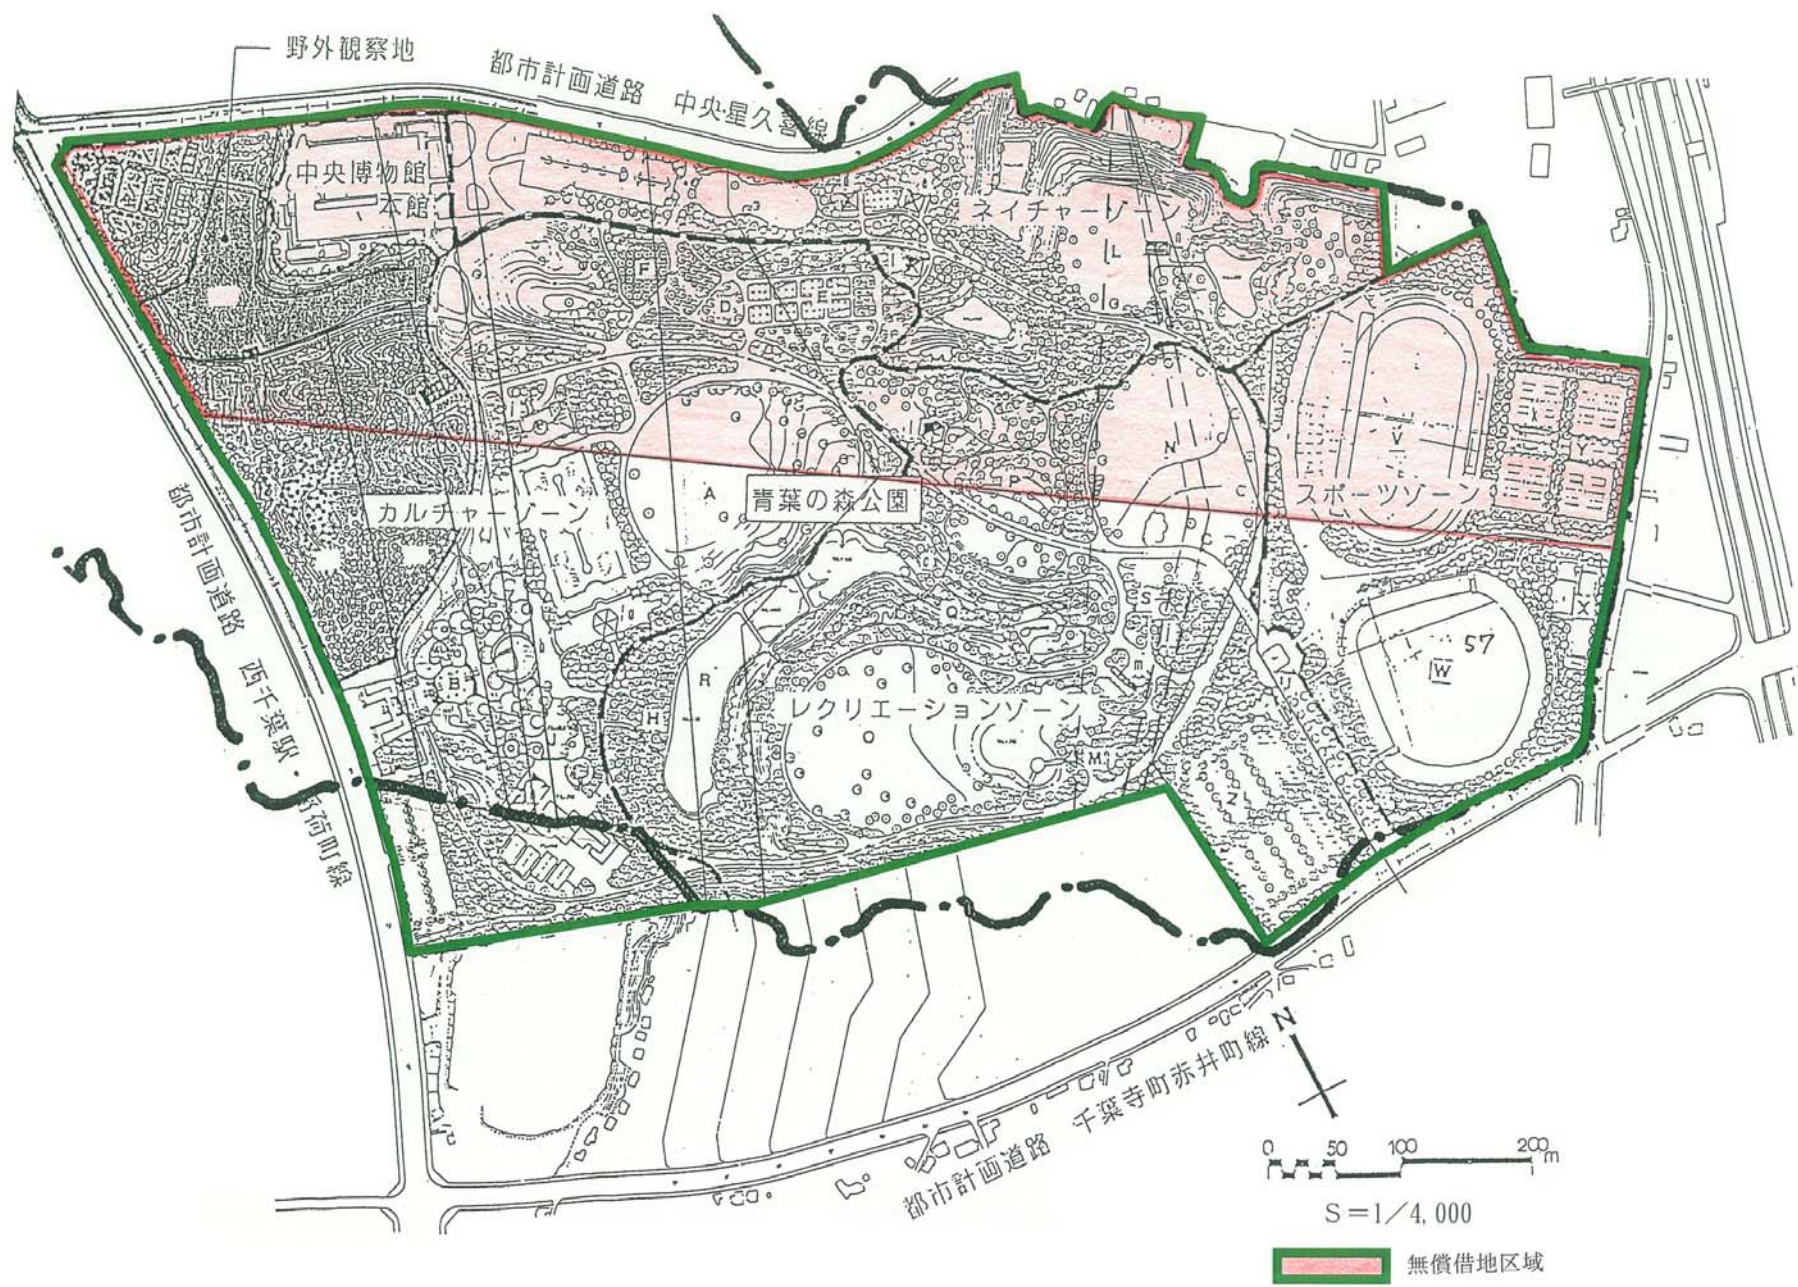 野外観察地
都市計画道路 中央・星久喜線
中央博物館
本館
ネイチャーゾーン
F
L
D
E
N
V
P
C
スポーツゾーン
A
カルチャーゾーン
青葉の森公園
都市計画道路 西千葉駅・稲荷町線
S
Q
X
57
W
B
R
H
レクリエーションゾーン
M
Z
N
都市計画道路 千葉寺町赤井町線
0 50 100 200m
S=1/4,000
無償借地区域